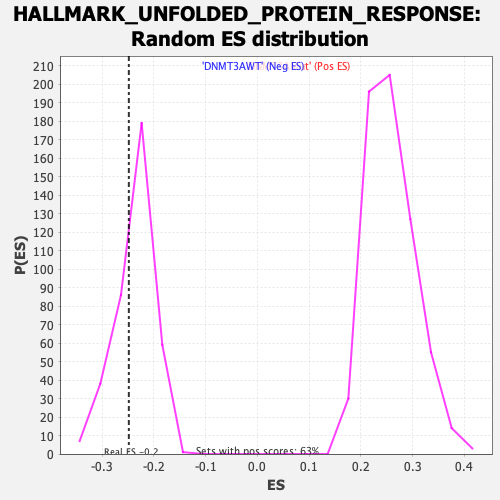 HALLMARK_UNFOLDED_PROTEIN_RESPONSE:
Random ES distribution
'DNMT3AWT' (Neg ES) t' (Pos ES)
P(ES)
210
200
190
180
170
160
150
140
130
120
110
100
90
80
70
60
50
40
30
20
10
0
Real ES -0.2
Sets with pos scores: 63%
-0.3 -0.2 -0.1 0.0 0.1 0.2 0.3 0.4
ES